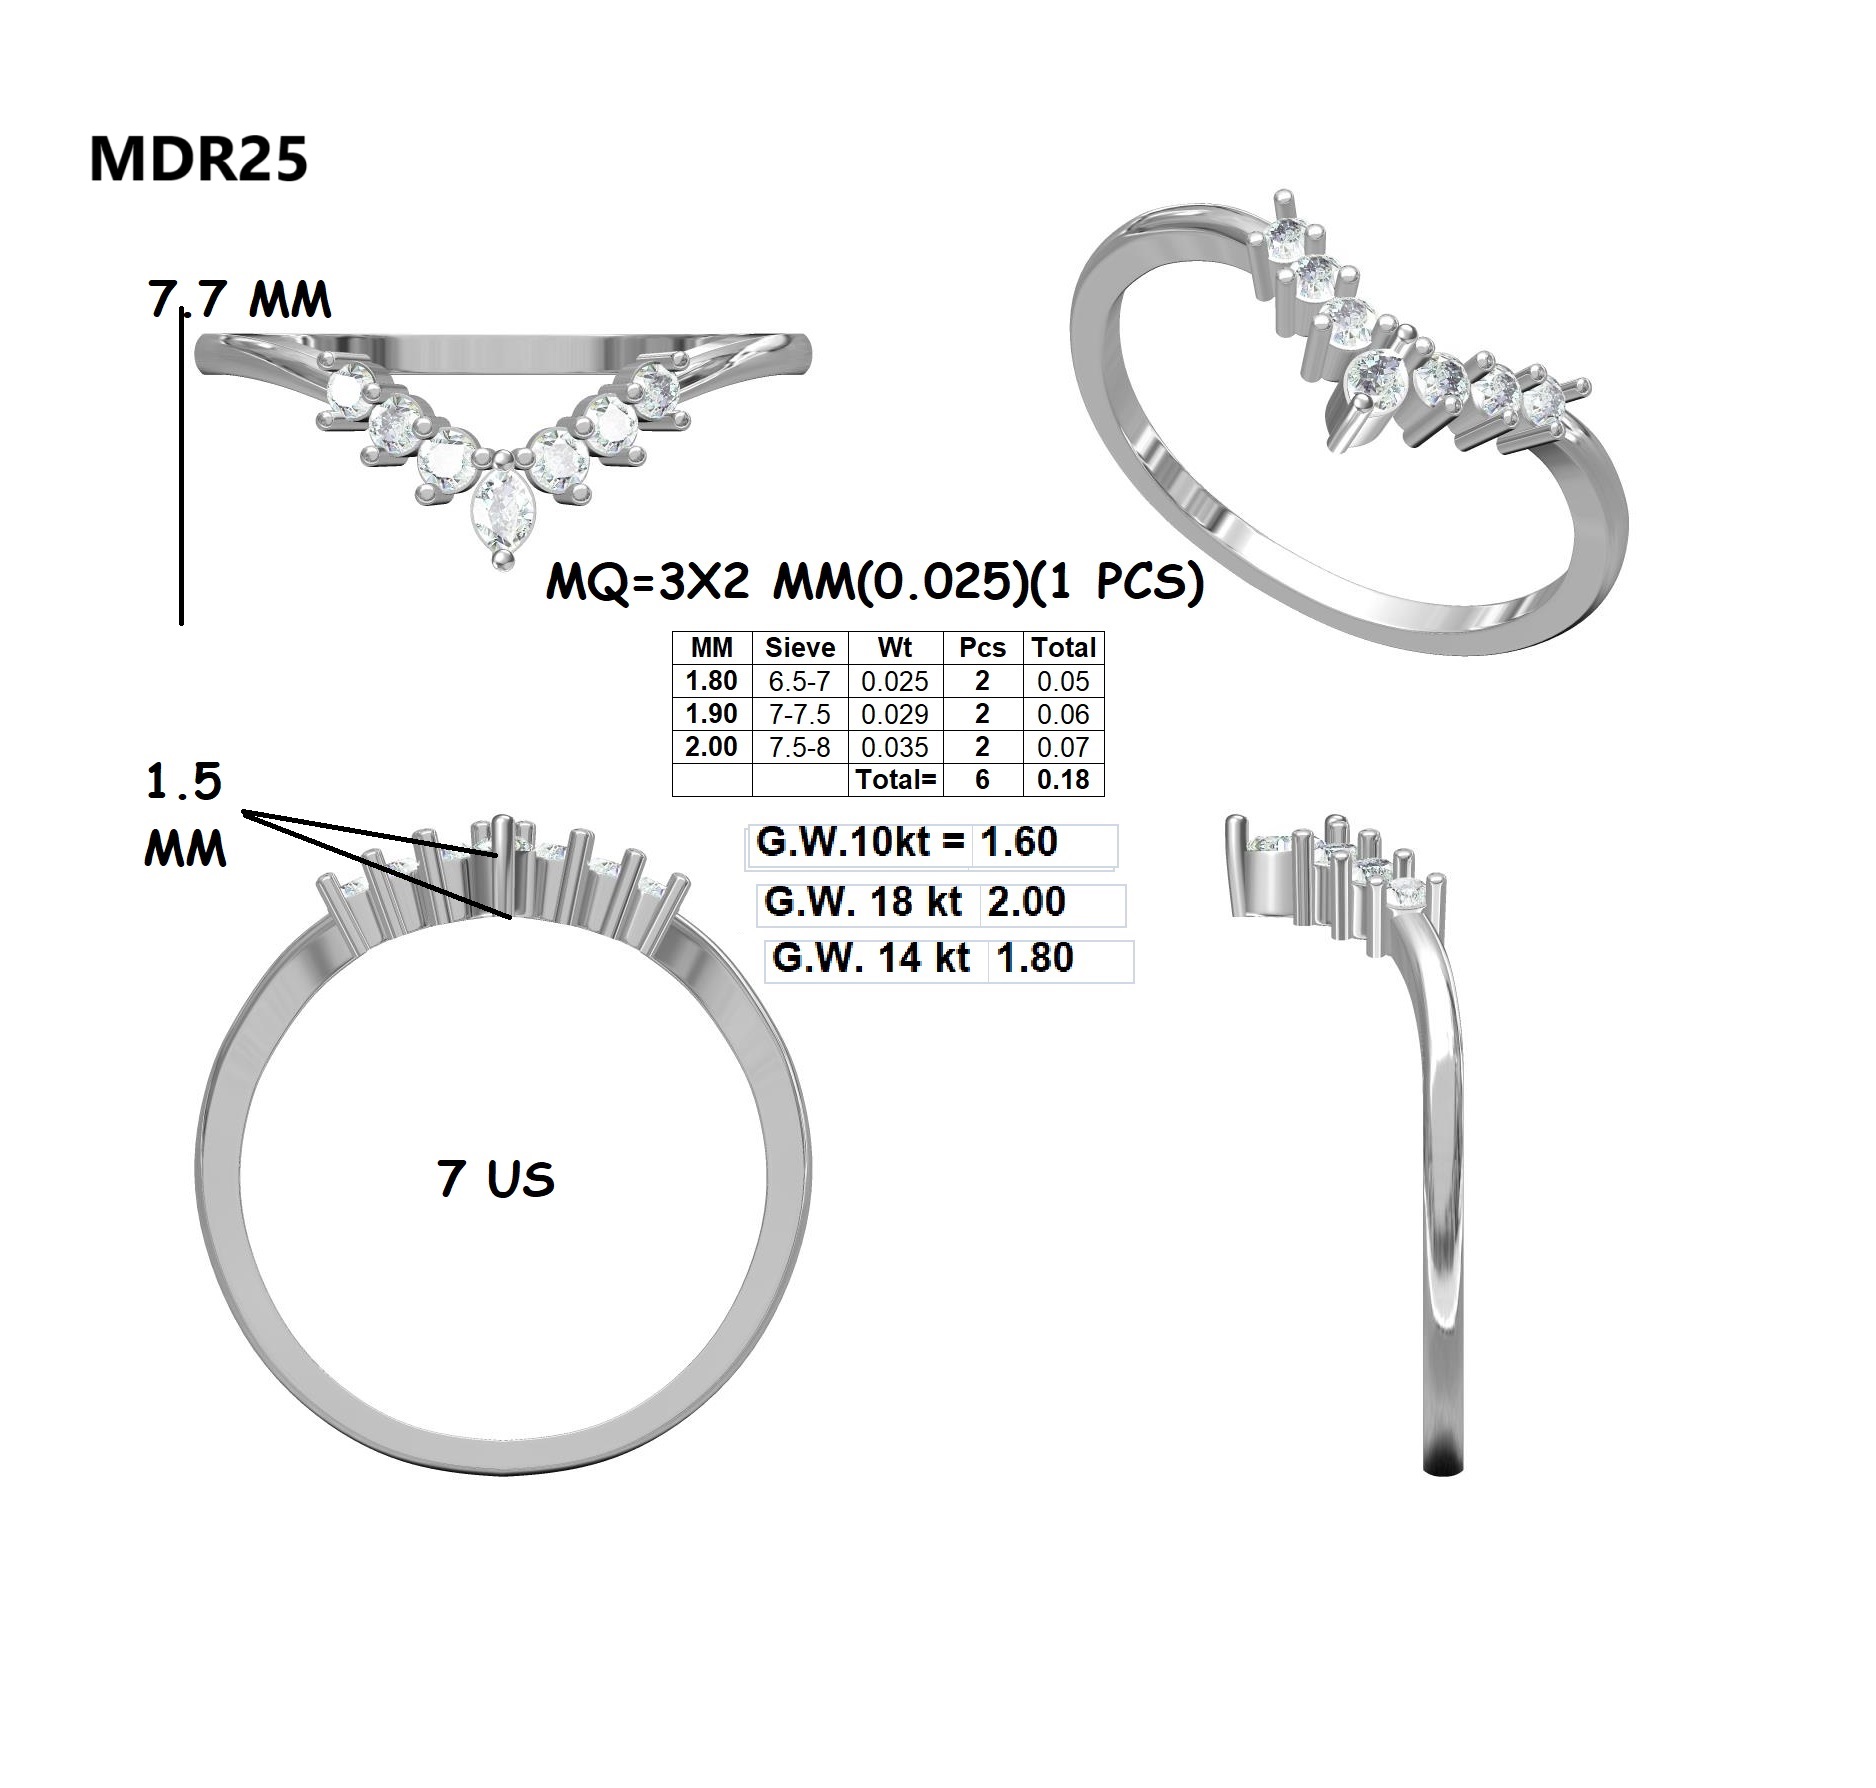 MDR25
7.7 MM
MQ=3X2 MM(0.025)(1 PCS)
MM Sieve Wt Pcs Total
1.80 6.5-7 0.025 2 0.05
1.90 7-7.5 0.029 2 0.06
2.00 7.5-8 0.035 2 0.07
Total= 6 0.18
1.5
MM
G.W.10kt = 1.60
G.W. 18 kt 2.00
G.W. 14 kt 1.80
7 US